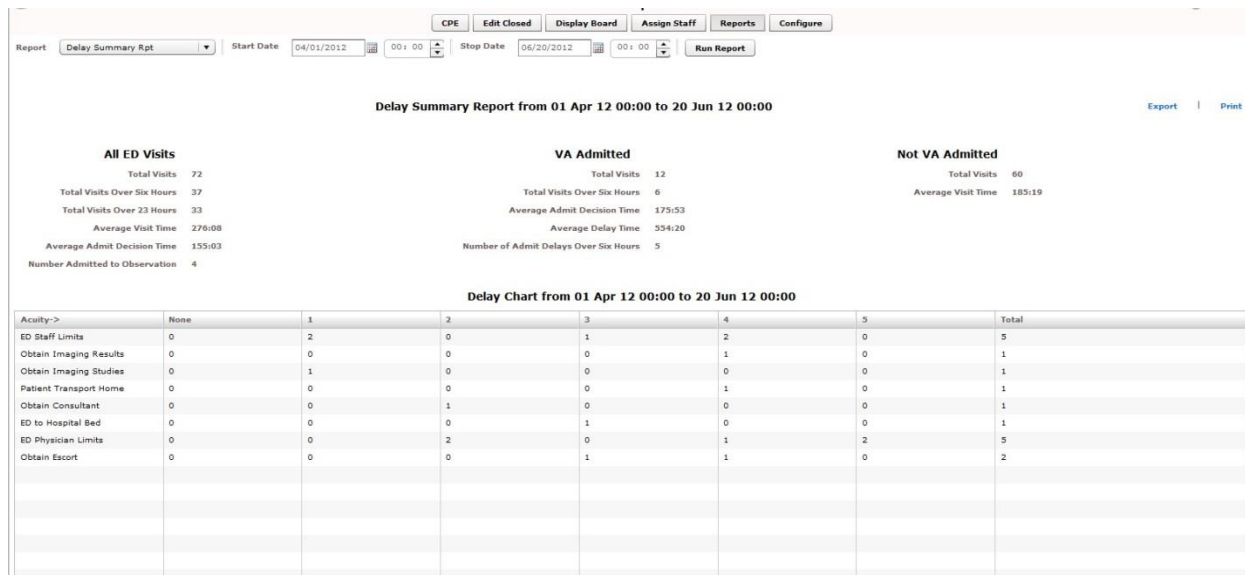 CPE Edit Closed Display Board Assign Staff Reports Configure
Report Delay Summary Rpt Start Date 04/01/2012 00: 00 Stop Date 06/20/2012 00: 00 Run Report
Delay Summary Report from 01 Apr 12 00:00 to 20 Jun 12 00:00 Export | Print
All ED Visits VA Admitted Not VA Admitted
Total Visits 72 Total Visits 12 Total Visits 60
Total Visits Over Six Hours 37 Total Visits Over Six Hours 6 Average Visit Time 185:19
Total Visits Over 23 Hours 33 Average Admit Decision Time 175:53
Average Visit Time 276:08 Average Delay Time 554:20
Average Admit Decision Time 155:03 Number of Admit Delays Over Six Hours 5
Number Admitted to Observation 4
Delay Chart from 01 Apr 12 00:00 to 20 Jun 12 00:00
Acuity-> None 1 2 3 4 5 Total
ED Staff Limits 0 2 0 1 2 0 5
Obtain Imaging Results 0 0 0 0 1 0 1
Obtain Imaging Studies 0 1 0 0 0 0 1
Patient Transport Home 0 0 0 0 1 0 1
Obtain Consultant 0 0 1 0 0 0 1
ED to Hospital Bed 0 0 0 1 0 0 1
ED Physician Limits 0 0 2 0 1 2 5
Obtain Escort 0 0 0 1 1 0 2